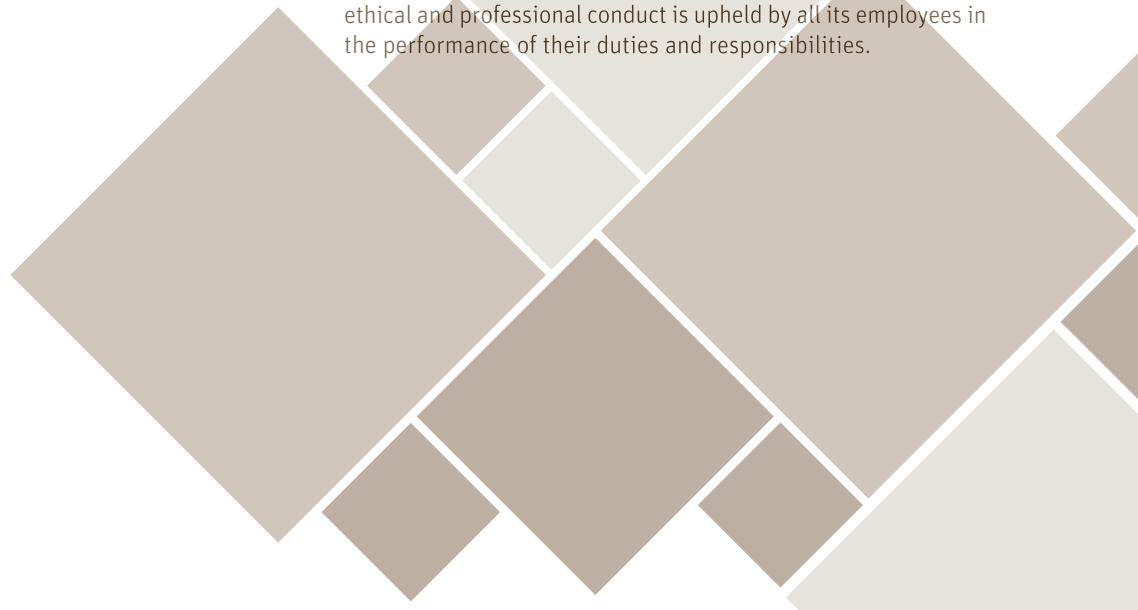 ethical and professional conduct is upheld by all its employees in
the performance of their duties and responsibilities.